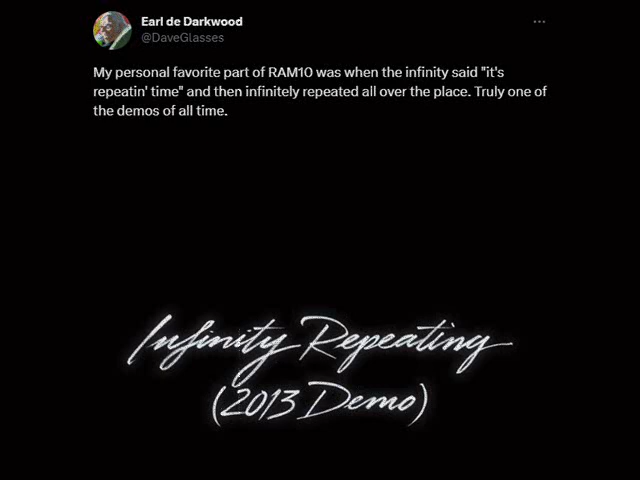 Earl de Darkwood
@DaveGlasses
My personal favorite part of RAM10 was when the infinity said "it's
repeatin' time" and then infinitely repeated all over the place. Truly one of
the demos of all time.
Infinity Repeating
(2013 Demo)